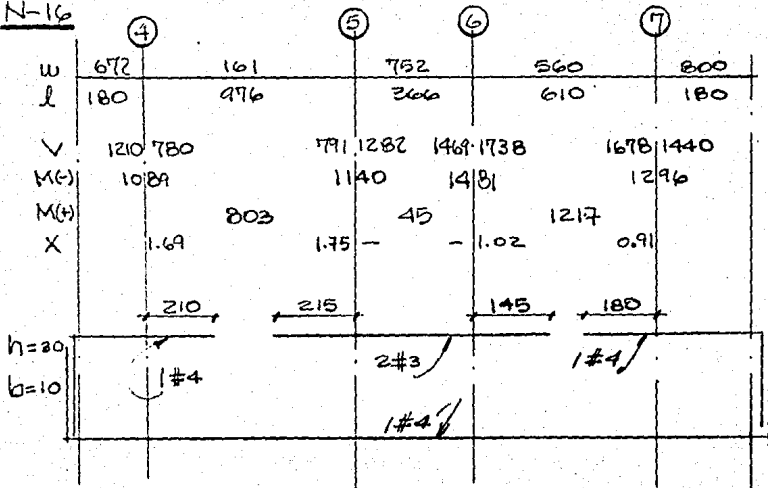 N-16
4 5 6 7
w 672 161 752 560 800
l 180 976 366 610 180
V 1210 780 791 1282 1469 1738 1678 1440
M(-) 1089 1140 1481 1296
M(+) 803 45 1217
X 1.69 1.75 - - 1.02 0.91
210 215 145 180
h=30
b=10
1#4 2#3 1#4
1#4